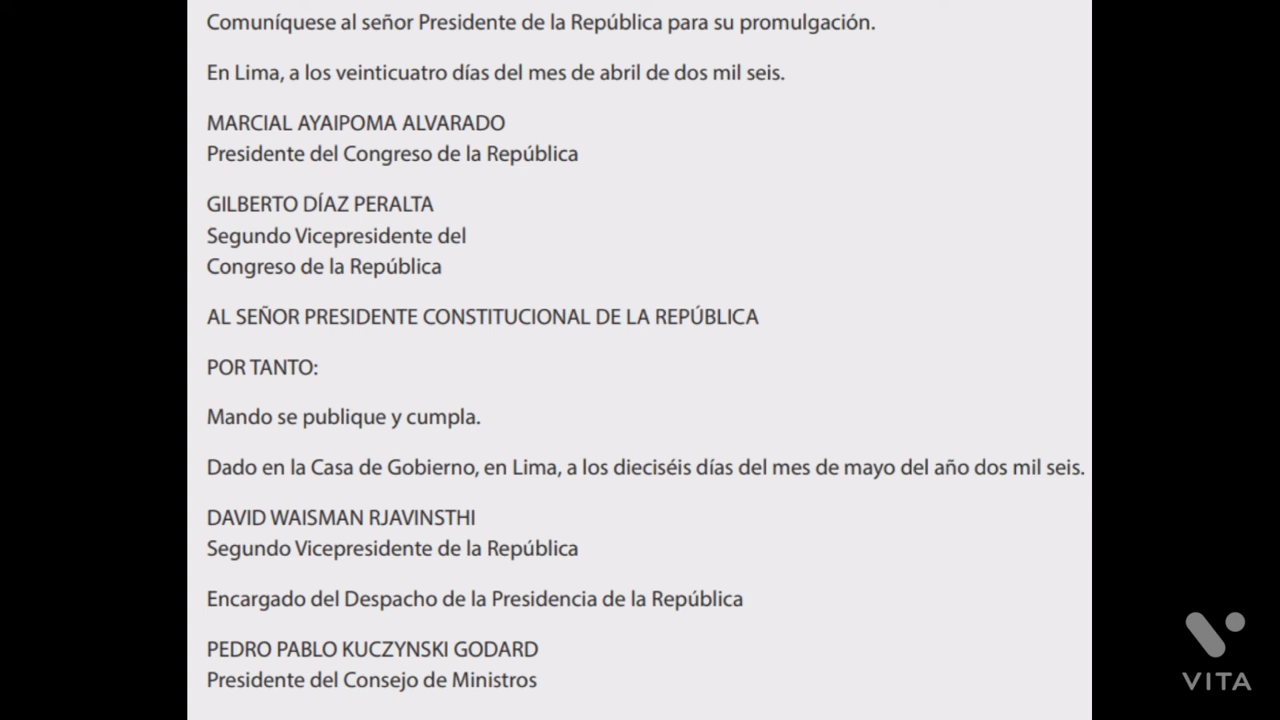 Comuníquese al señor Presidente de la República para su promulgación.
En Lima, a los veinticuatro días del mes de abril de dos mil seis.
MARCIAL AYAIPOMA ALVARADO
Presidente del Congreso de la República
GILBERTO DÍAZ PERALTA
Segundo Vicepresidente del
Congreso de la República
AL SEÑOR PRESIDENTE CONSTITUCIONAL DE LA REPÚBLICA
POR TANTO:
Mando se publique y cumpla.
Dado en la Casa de Gobierno, en Lima, a los dieciséis días del mes de mayo del año dos mil seis.
DAVID WAISMAN RJAVINSTHI
Segundo Vicepresidente de la República
Encargado del Despacho de la Presidencia de la República
PEDRO PABLO KUCZYNSKI GODARD
Presidente del Consejo de Ministros
VITA